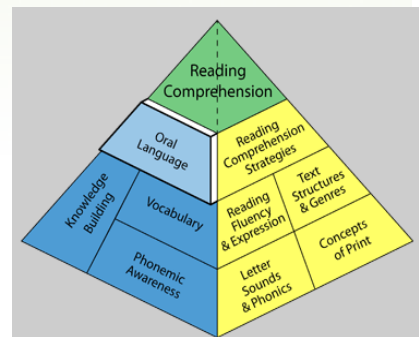 Reading
Comprehension
Oral
Language
Reading
Comprehension
Strategies
Knowledge
Building
Vocabulary
Reading
Fluency
& Expression
Text
Structures
& Genres
Phonemic
Awareness
Letter
Sounds
& Phonics
Concepts
of Print